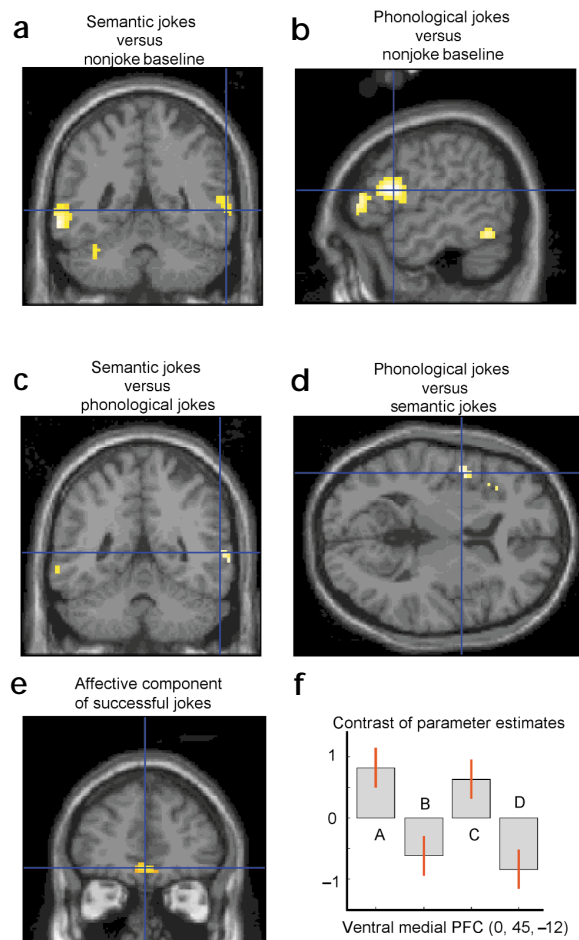 a
Semantic jokes
versus
nonjoke baseline
b
Phonological jokes
versus
nonjoke baseline
c
Semantic jokes
versus
phonological jokes
d
Phonological jokes
versus
semantic jokes
e
Affective component
of successful jokes
f
Contrast of parameter estimates
1
0
−1
A
B
C
D
Ventral medial PFC (0, 45, −12)